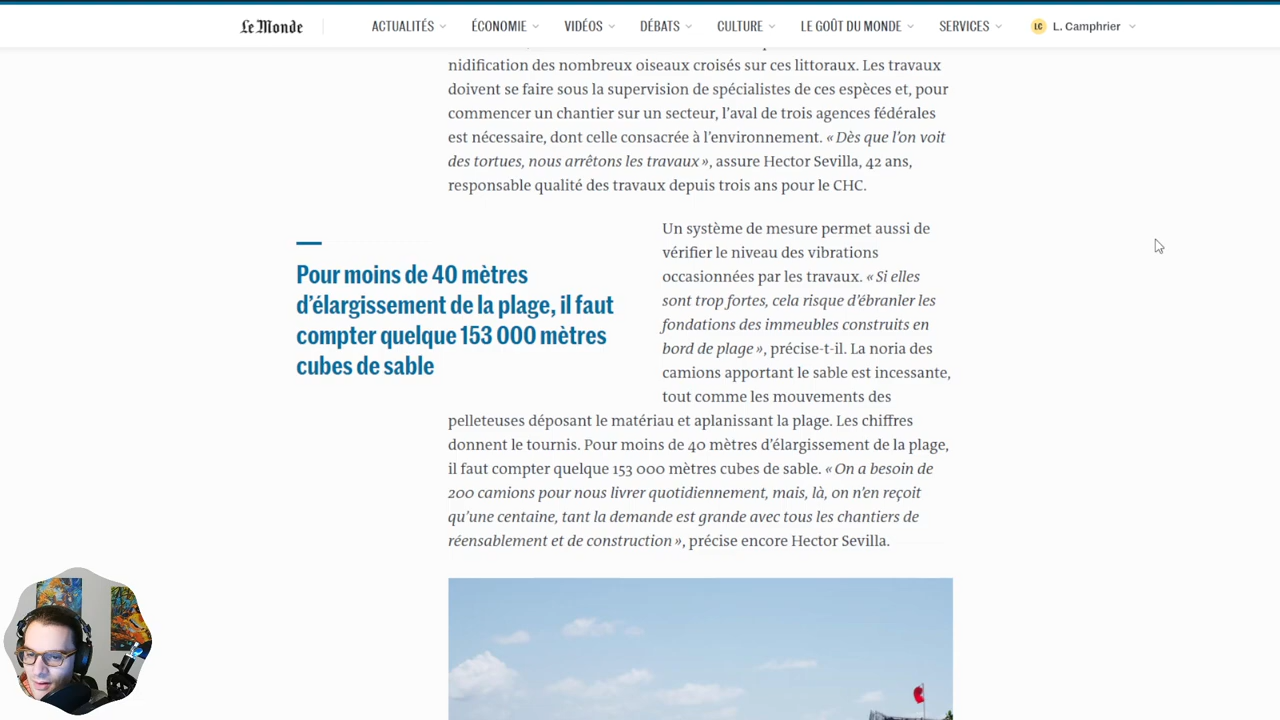 Le Monde
ACTUALITÉS
ÉCONOMIE
VIDÉOS
DÉBATS
CULTURE
LE GOÛT DU MONDE
SERVICES
LC
L. Camphrier
nidification des nombreux oiseaux croisés sur ces littoraux. Les travaux
doivent se faire sous la supervision de spécialistes de ces espèces et, pour
commencer un chantier sur un secteur, l’aval de trois agences fédérales
est nécessaire, dont celle consacrée à l’environnement. « Dès que l’on voit
des tortues, nous arrêtons les travaux », assure Hector Sevilla, 42 ans,
responsable qualité des travaux depuis trois ans pour le CHC.
Pour moins de 40 mètres
d’élargissement de la plage, il faut
compter quelque 153 000 mètres
cubes de sable
Un système de mesure permet aussi de
vérifier le niveau des vibrations
occasionnées par les travaux. « Si elles
sont trop fortes, cela risque d’ébranler les
fondations des immeubles construits en
bord de plage », précise-t-il. La noria des
camions apportant le sable est incessante,
tout comme les mouvements des
pelleteuses déposant le matériau et aplanissant la plage. Les chiffres
donnent le tournis. Pour moins de 40 mètres d’élargissement de la plage,
il faut compter quelque 153 000 mètres cubes de sable. « On a besoin de
200 camions pour nous livrer quotidiennement, mais, là, on n’en reçoit
qu’une centaine, tant la demande est grande avec tous les chantiers de
réensablement et de construction », précise encore Hector Sevilla.